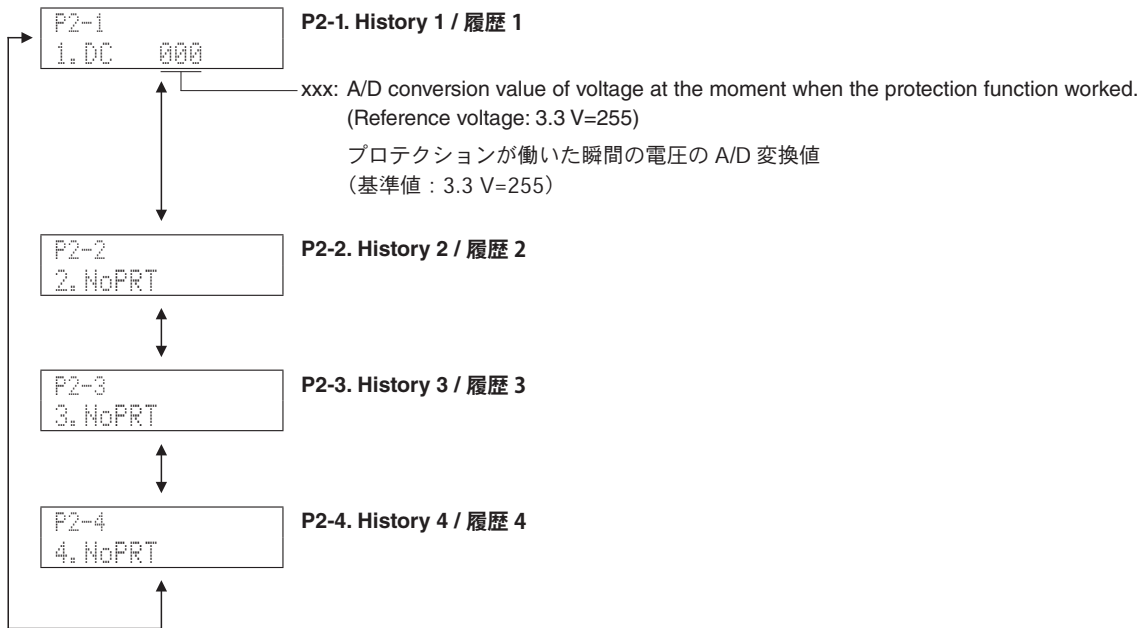 P2-1
1.DC 000
P2-1. History 1 / 履歴 1
xxx: A/D conversion value of voltage at the moment when the protection function worked.
(Reference voltage: 3.3 V=255)
プロテクションが働いた瞬間の電圧の A/D 変換値
（基準値：3.3 V=255）
P2-2
2.NoPRT
P2-2. History 2 / 履歴 2
P2-3
3.NoPRT
P2-3. History 3 / 履歴 3
P2-4
4.NoPRT
P2-4. History 4 / 履歴 4